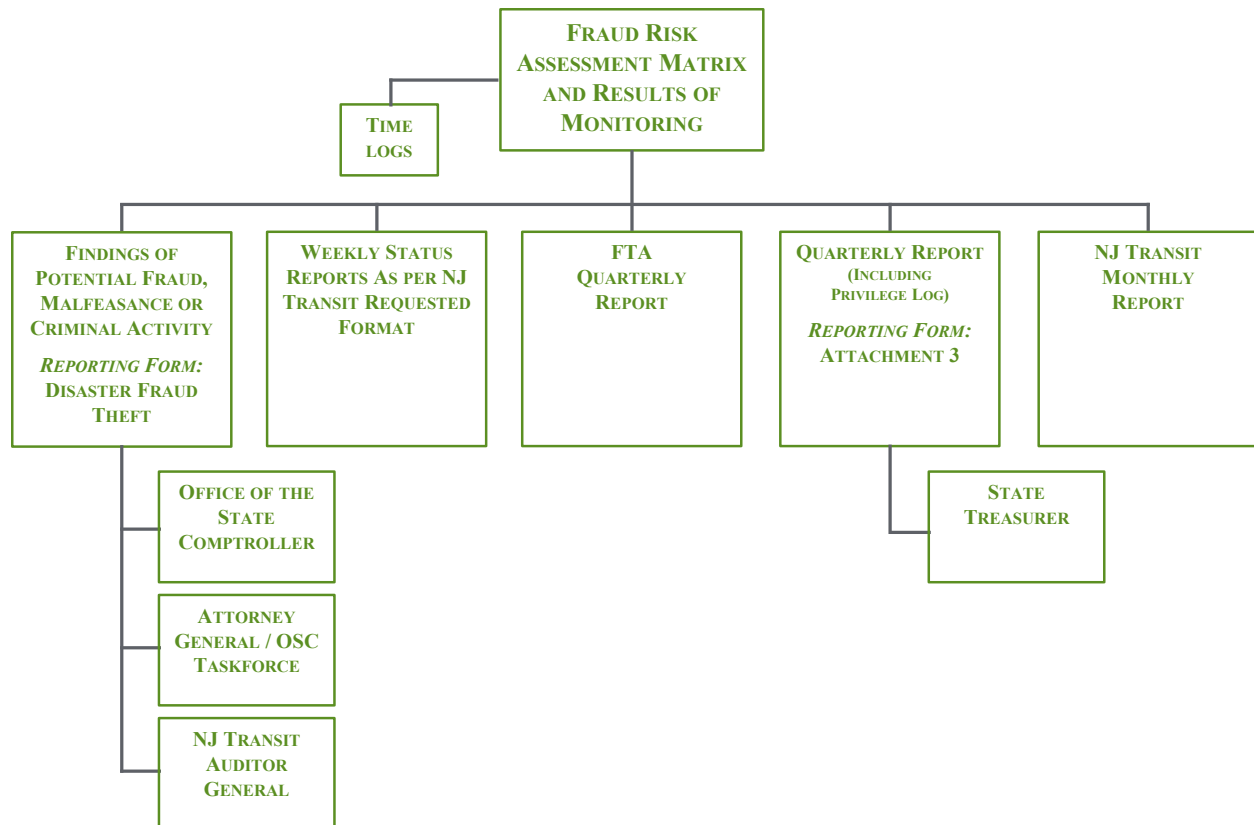 FRAUD RISK
ASSESSMENT MATRIX
AND RESULTS OF
MONITORING
TIME
LOGS
FINDINGS OF
POTENTIAL FRAUD,
MALFEASANCE OR
CRIMINAL ACTIVITY
REPORTING FORM:
DISASTER FRAUD
THEFT
WEEKLY STATUS
REPORTS AS PER NJ
TRANSIT REQUESTED
FORMAT
FTA
QUARTERLY
REPORT
QUARTERLY REPORT
(INCLUDING
PRIVILEGE LOG)
REPORTING FORM:
ATTACHMENT 3
NJ TRANSIT
MONTHLY
REPORT
OFFICE OF THE
STATE
COMPTROLLER
ATTORNEY
GENERAL / OSC
TASKFORCE
NJ TRANSIT
AUDITOR
GENERAL
STATE
TREASURER